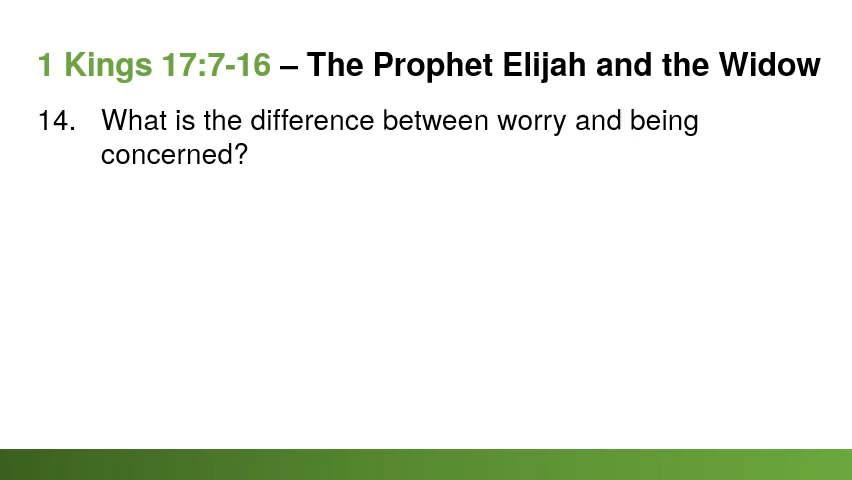 1 Kings 17:7-16 – The Prophet Elijah and the Widow
14. What is the difference between worry and being
concerned?